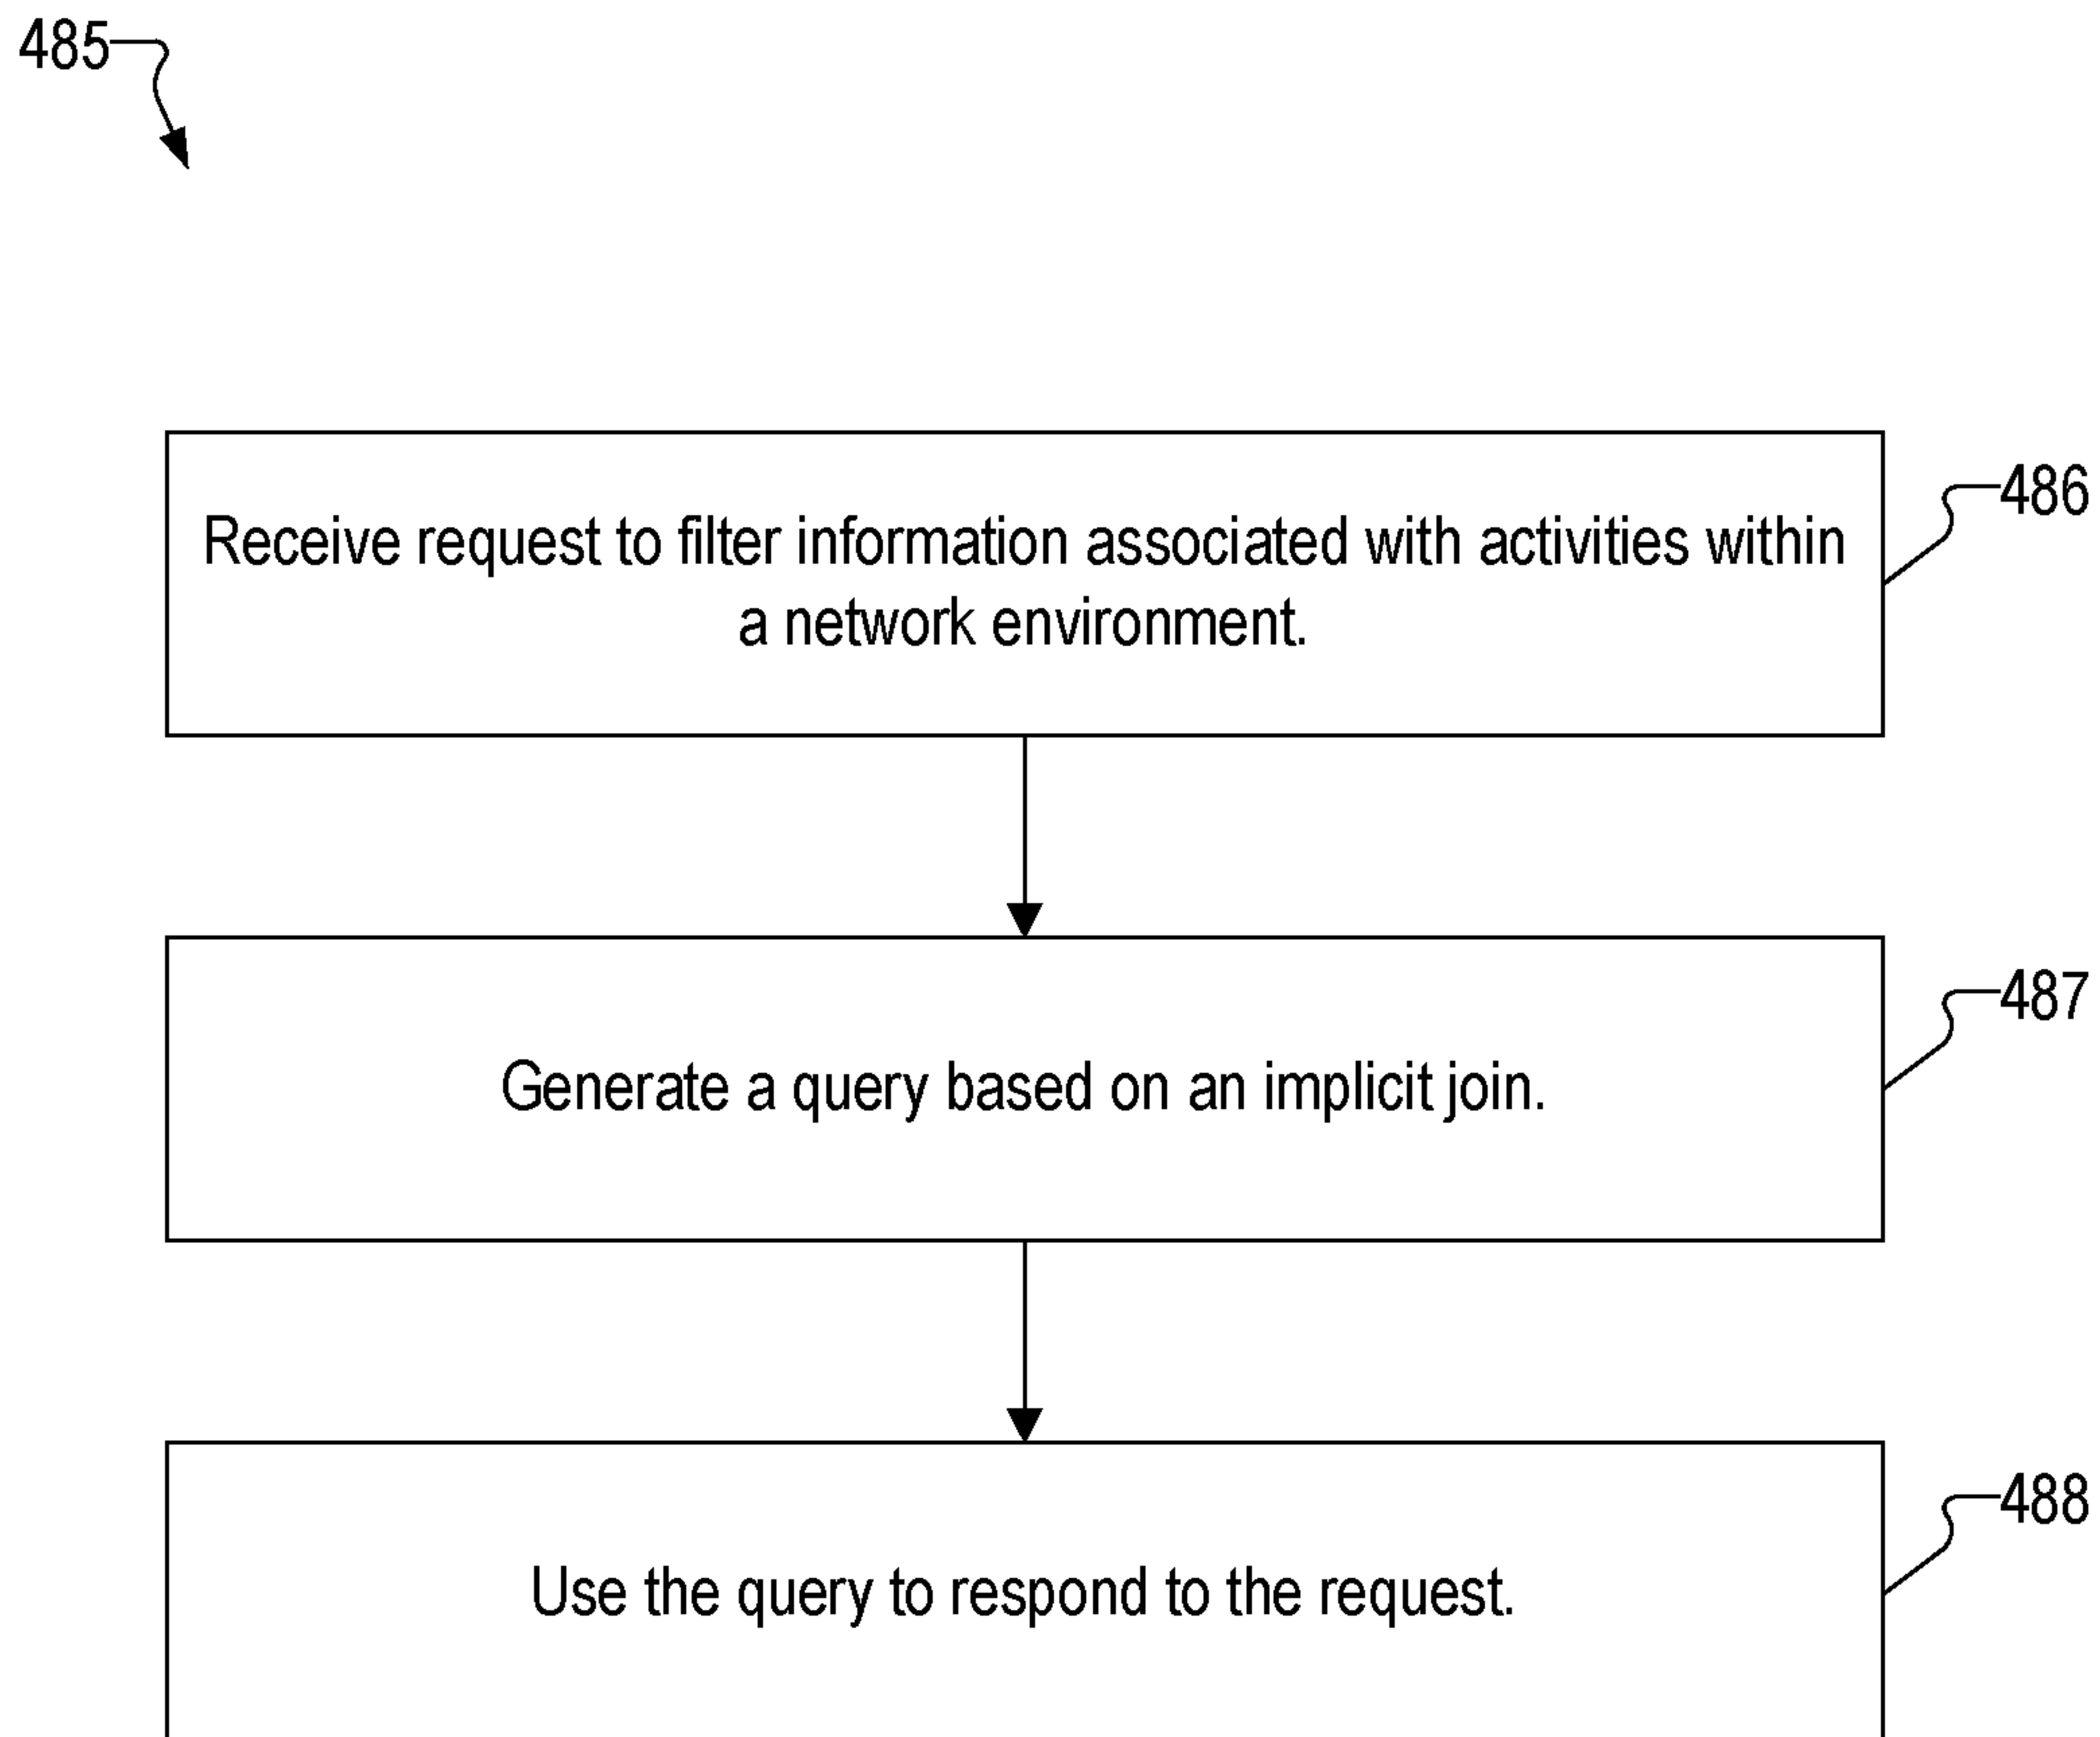 485
486
Receive request to filter information associated with activities within
a network environment.
487
Generate a query based on an implicit join.
488
Use the query to respond to the request.